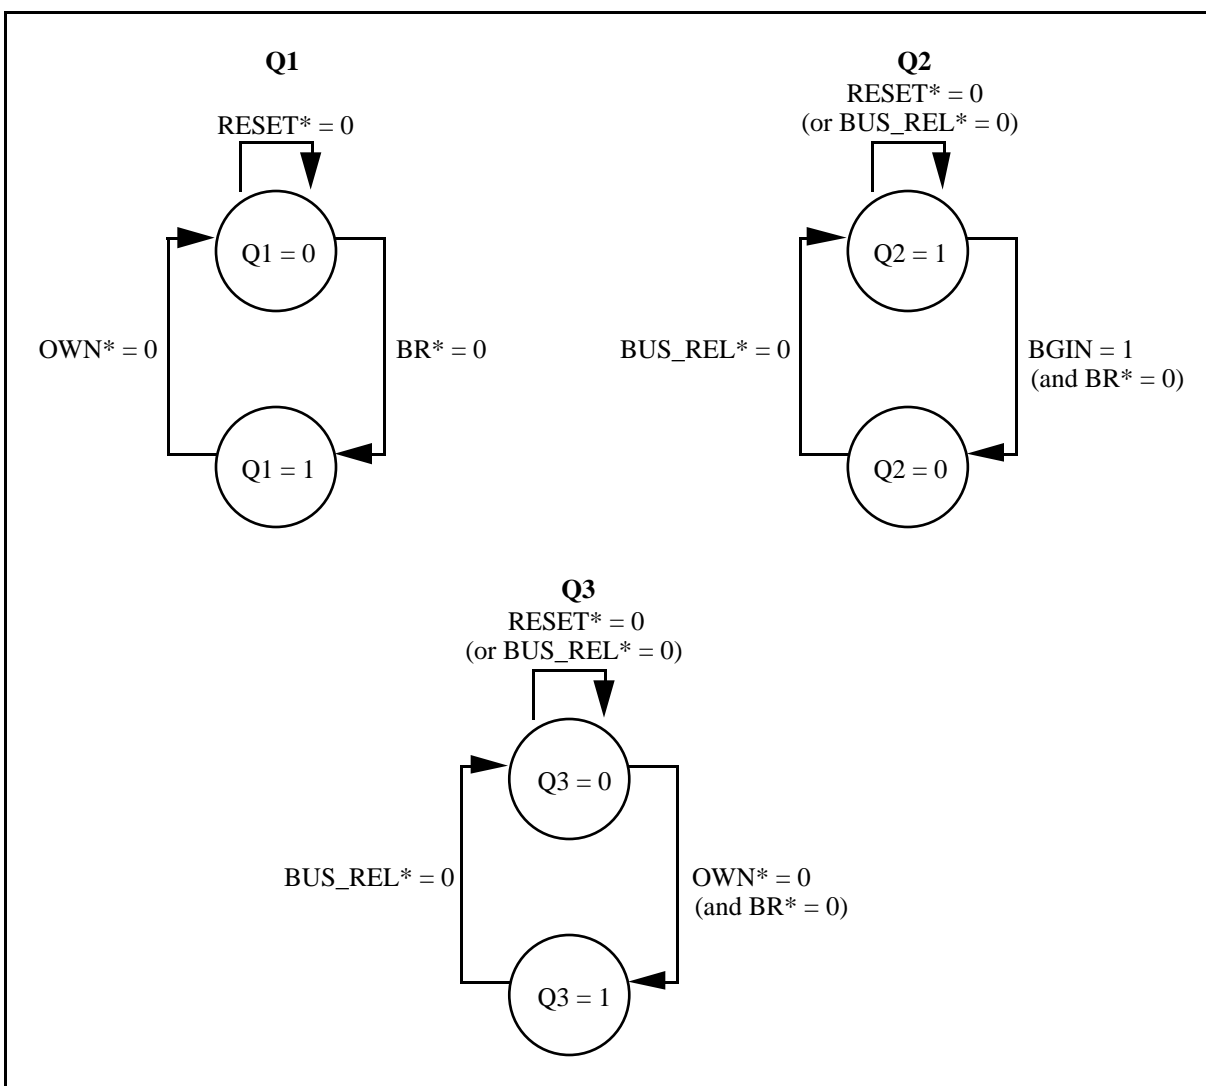 Q1
RESET* = 0
Q1 = 0
OWN* = 0
BR* = 0
Q1 = 1
Q2
RESET* = 0
(or BUS_REL* = 0)
Q2 = 1
BUS_REL* = 0
BGIN = 1
(and BR* = 0)
Q2 = 0
Q3
RESET* = 0
(or BUS_REL* = 0)
Q3 = 0
BUS_REL* = 0
OWN* = 0
(and BR* = 0)
Q3 = 1